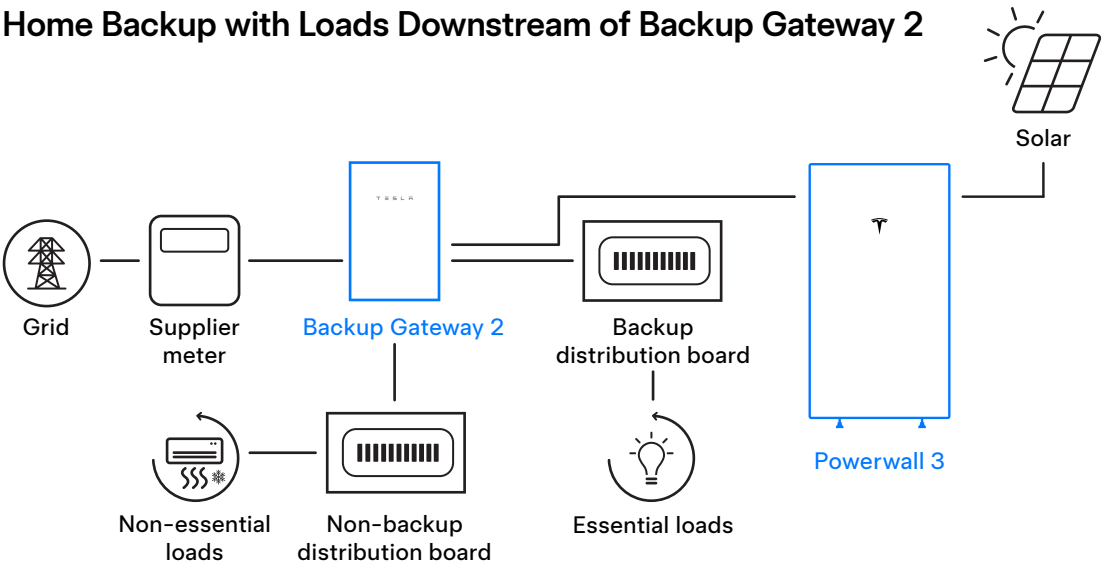 Home Backup with Loads Downstream of Backup Gateway 2
Solar
TESLA
Grid
Supplier
meter
Backup Gateway 2
Backup
distribution board
Powerwall 3
Non-essential
loads
Non-backup
distribution board
Essential loads